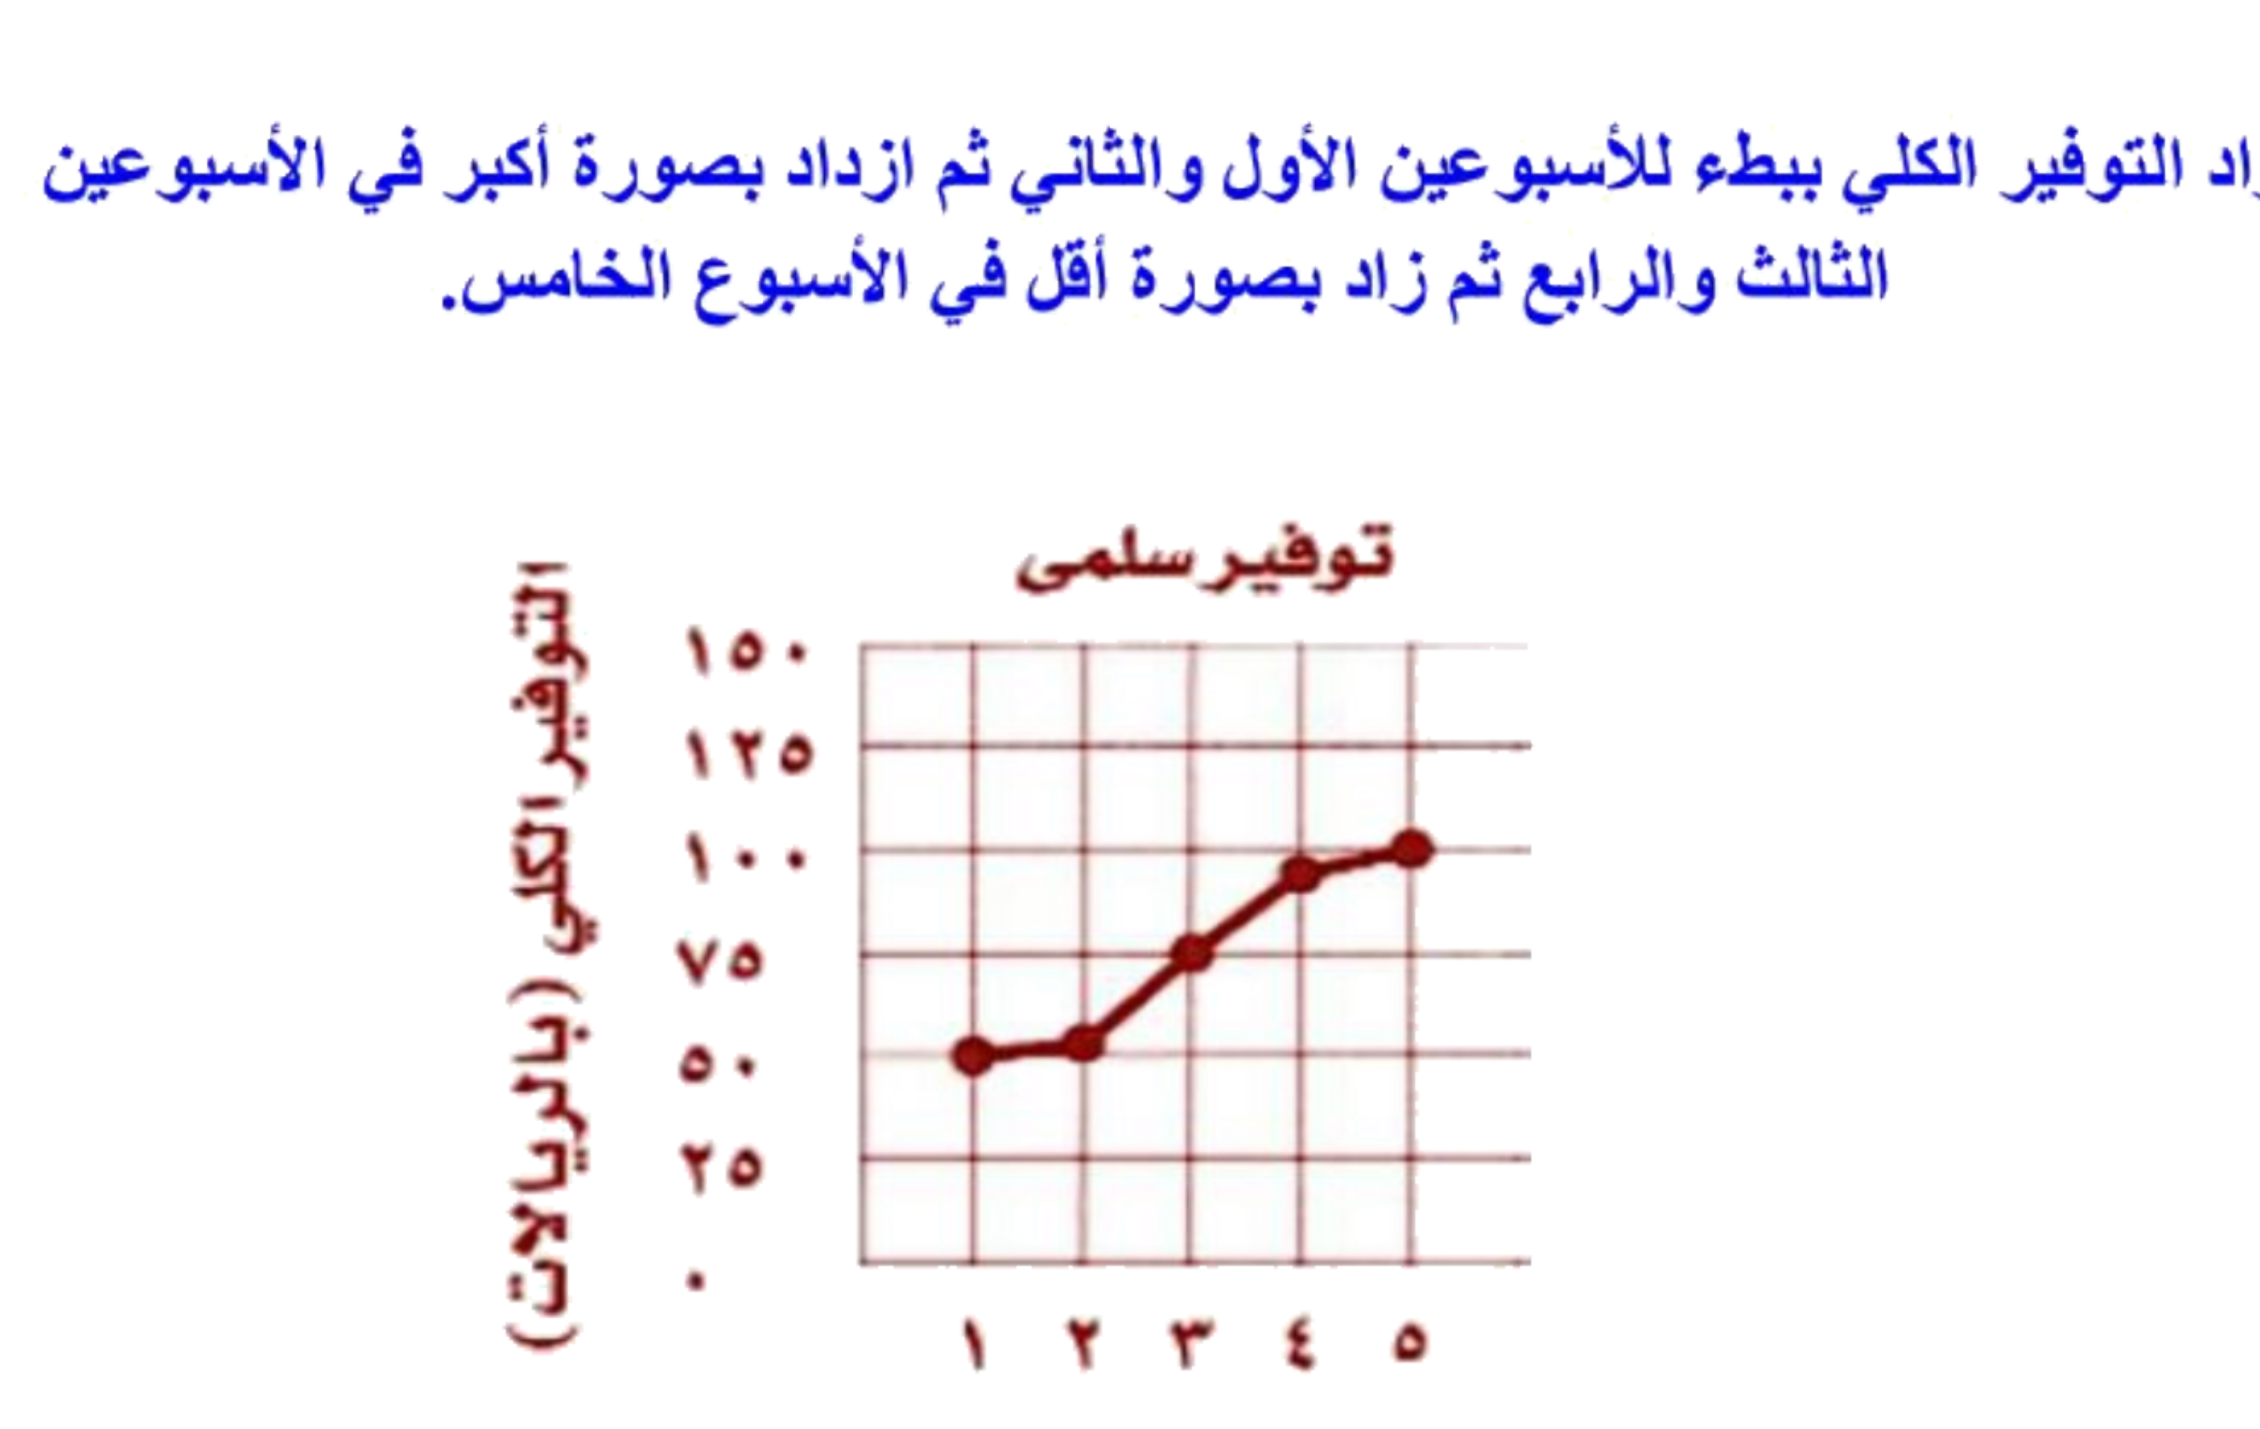 التوفير الكلي ببطء للأسبوعين الأول والثاني ثم ازداد بصورة أكبر في الأسبوعين
الثالث والرابع ثم زاد بصورة أقل في الأسبوع الخامس.
توفير سلمى
التوفير الكلي (بالريالات)
١٥٠
١٢٥
١٠٠
٧٥
٥٠
٢٥
٠
١ ٢ ٣ ٤ ٥